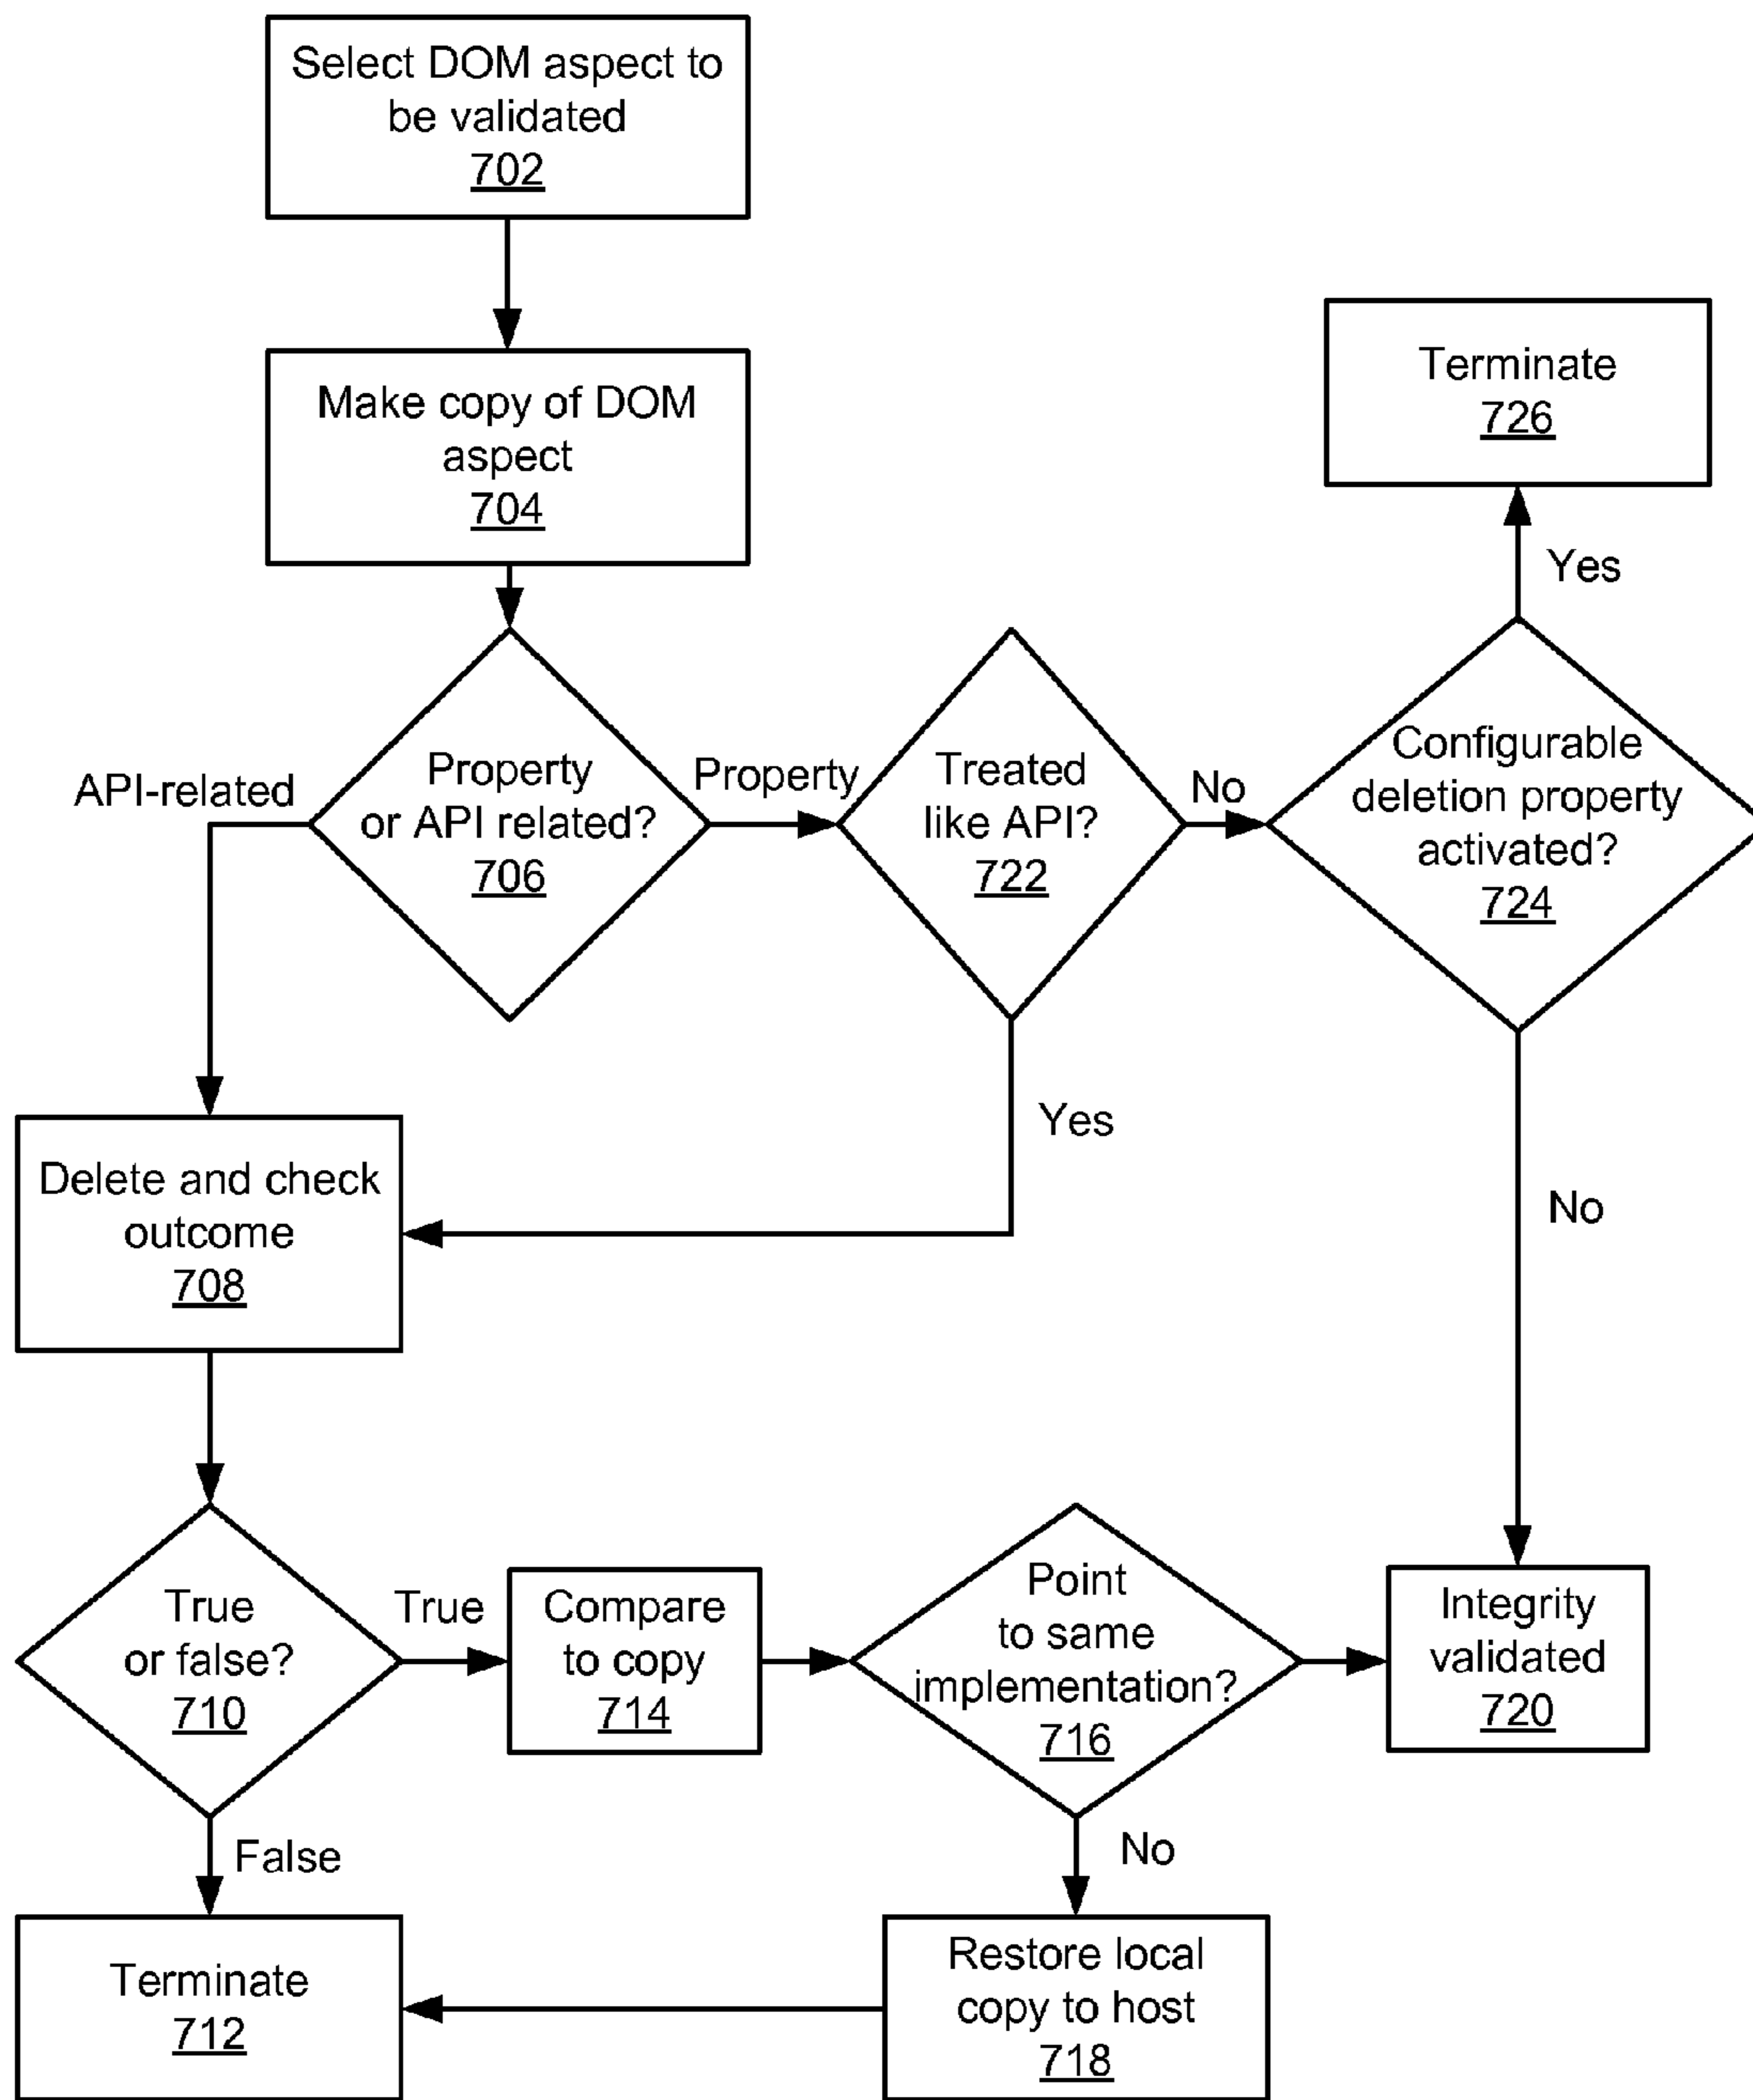 Select DOM aspect to
be validated
702
Make copy of DOM
aspect
704
Terminate
726
Yes
API-related
Property
or API related?
706
Property
Treated
like API?
722
No
Configurable
deletion property
activated?
724
Yes
No
Delete and check
outcome
708
True
or false?
710
True
Compare
to copy
714
Point
to same
implementation?
716
Integrity
validated
720
False
No
Terminate
712
Restore local
copy to host
718